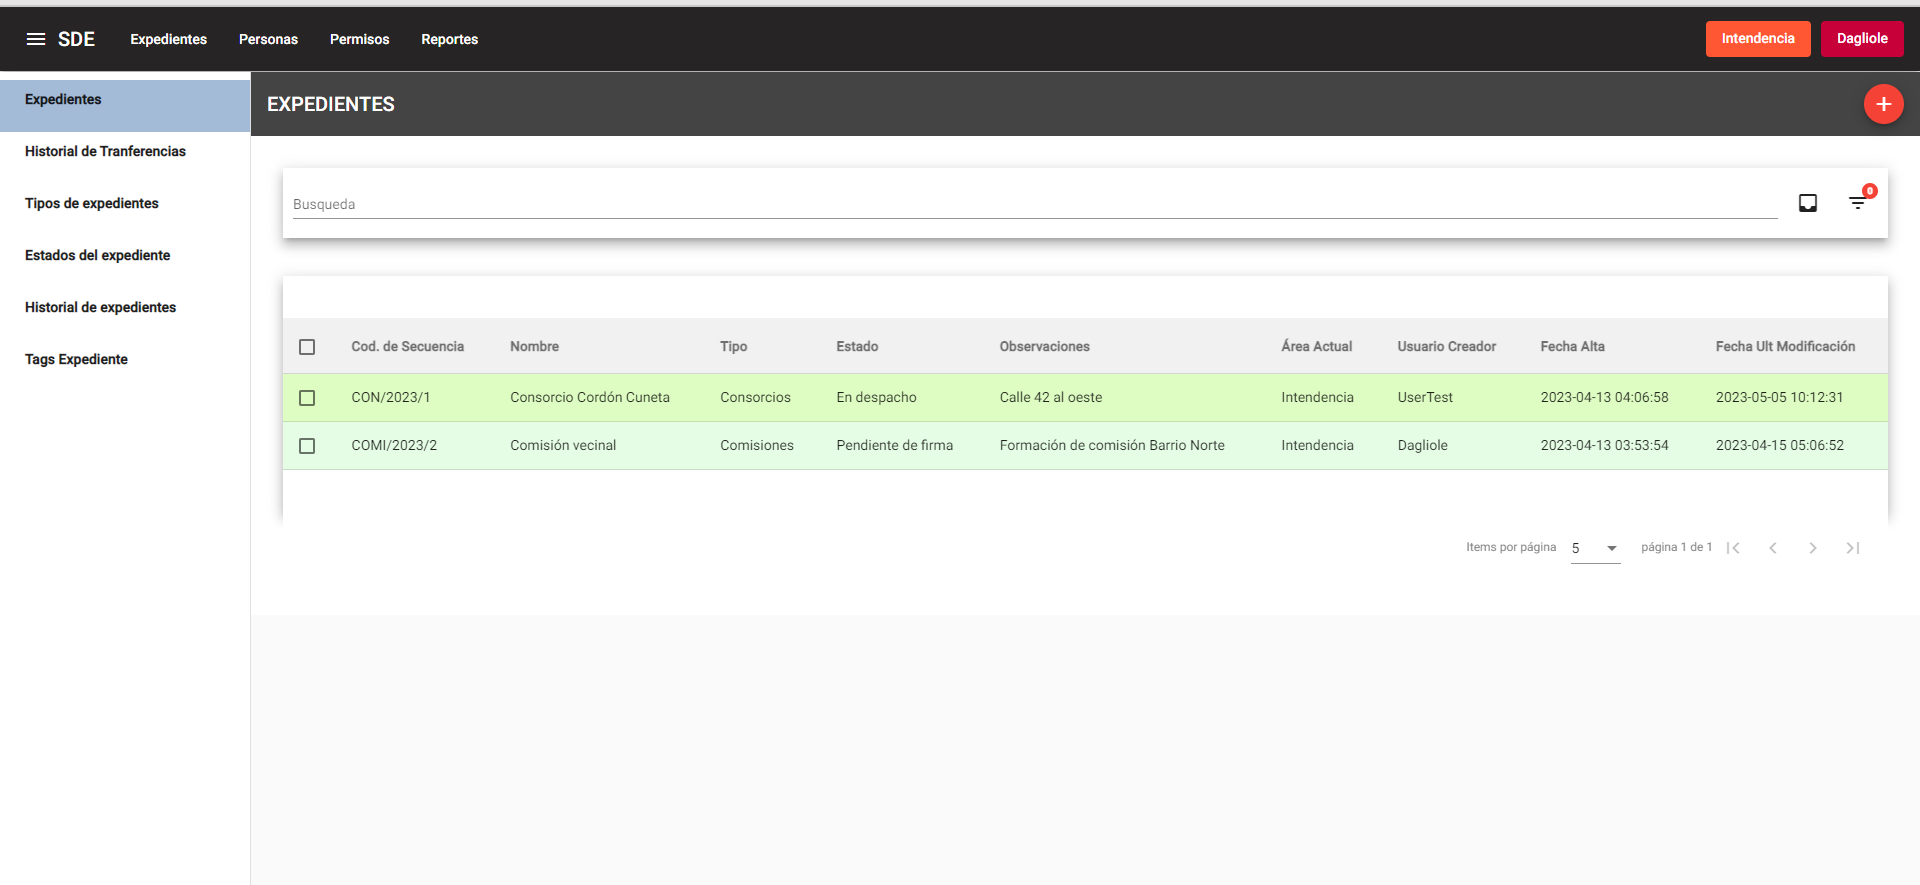 SDE Expedientes Personas Permisos Reportes Intendencia Dagliole
Expedientes
Historial de Tranferencias
Tipos de expedientes
Estados del expediente
Historial de expedientes
Tags Expediente
EXPEDIENTES
+
Busqueda
0
Cod. de Secuencia Nombre Tipo Estado Observaciones Área Actual Usuario Creador Fecha Alta Fecha Ult Modificación
CON/2023/1 Consorcio Cordón Cuneta Consorcios En despacho Calle 42 al oeste Intendencia UserTest 2023-04-13 04:06:58 2023-05-05 10:12:31
COMI/2023/2 Comisión vecinal Comisiones Pendiente de firma Formación de comisión Barrio Norte Intendencia Dagliole 2023-04-13 03:53:54 2023-04-15 05:06:52
Items por página 5 página 1 de 1